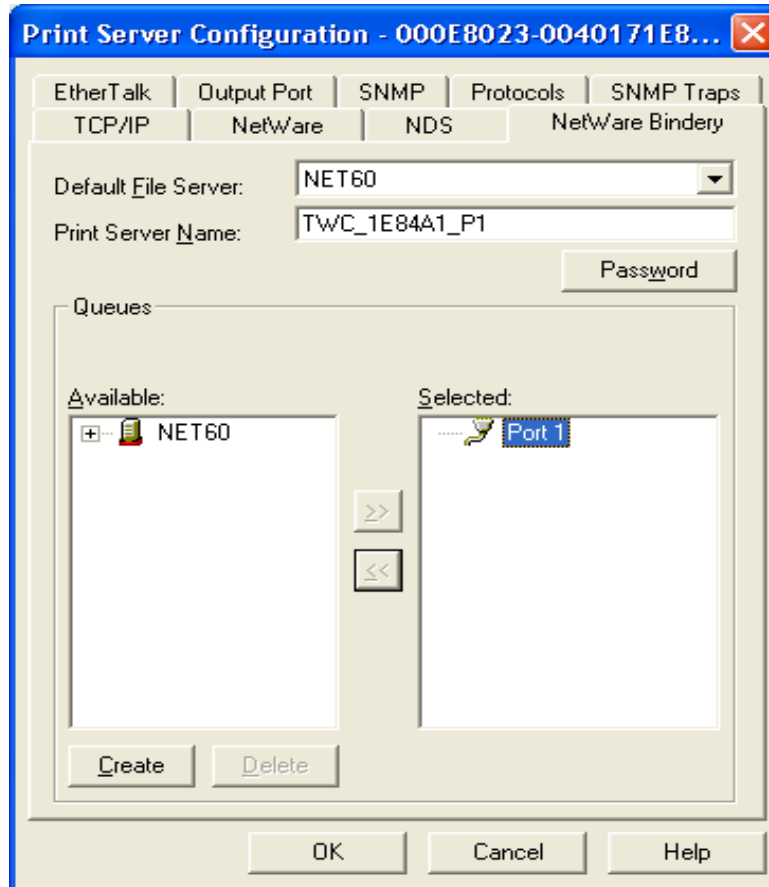 Print Server Configuration - 000E8023-0040171E8...
EtherTalk Output Port SNMP Protocols SNMP Traps
TCP/IP NetWare NDS NetWare Bindery
Default File Server: NET60
Print Server Name: TWC_1E84A1_P1
Password
Queues
Available: Selected:
NET60 Port 1
>>
<<
Create Delete
OK Cancel Help